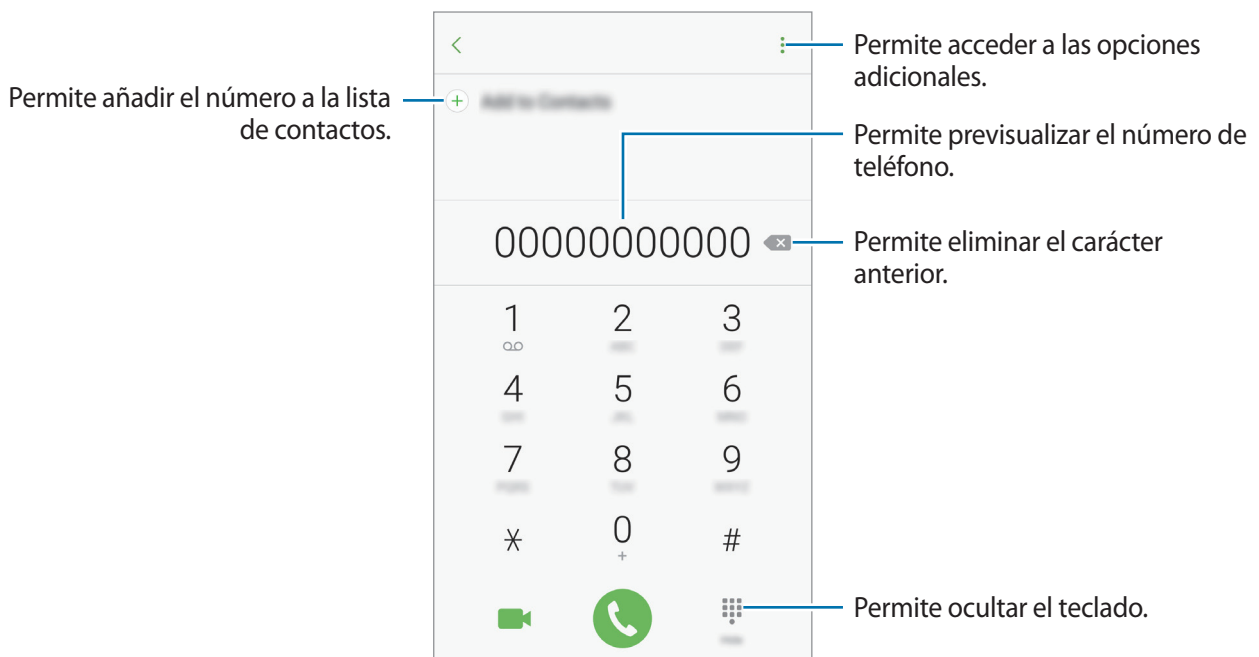 Permite acceder a las opciones
adicionales.
Permite añadir el número a la lista
de contactos.
Permite previsualizar el número de
teléfono.
00000000000
Permite eliminar el carácter
anterior.
1 2 3
4 5 6
7 8 9
* 0 #
+
Permite ocultar el teclado.